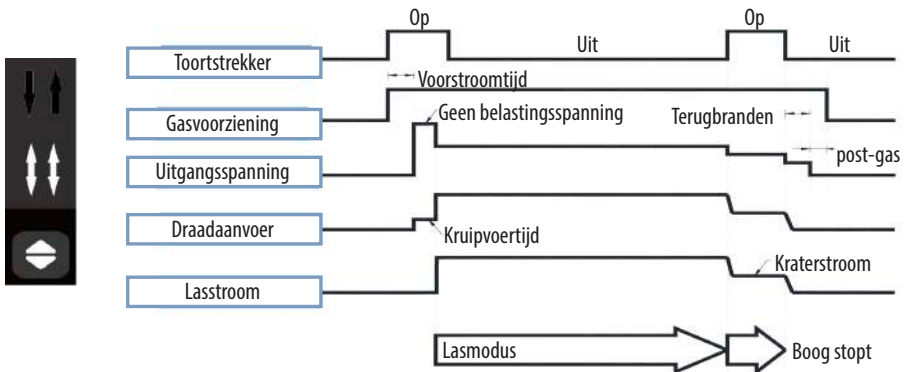 Op
Op
Uit
Uit
Toortstrekker
Voorstroomtijd
Gasvoorziening
Geen belastingsspanning
Terugbranden
post-gas
Uitgangsspanning
Draadaanvoer
Kruipvoertijd
Kraterstroom
Lasstroom
Lasmodus
Boog stopt